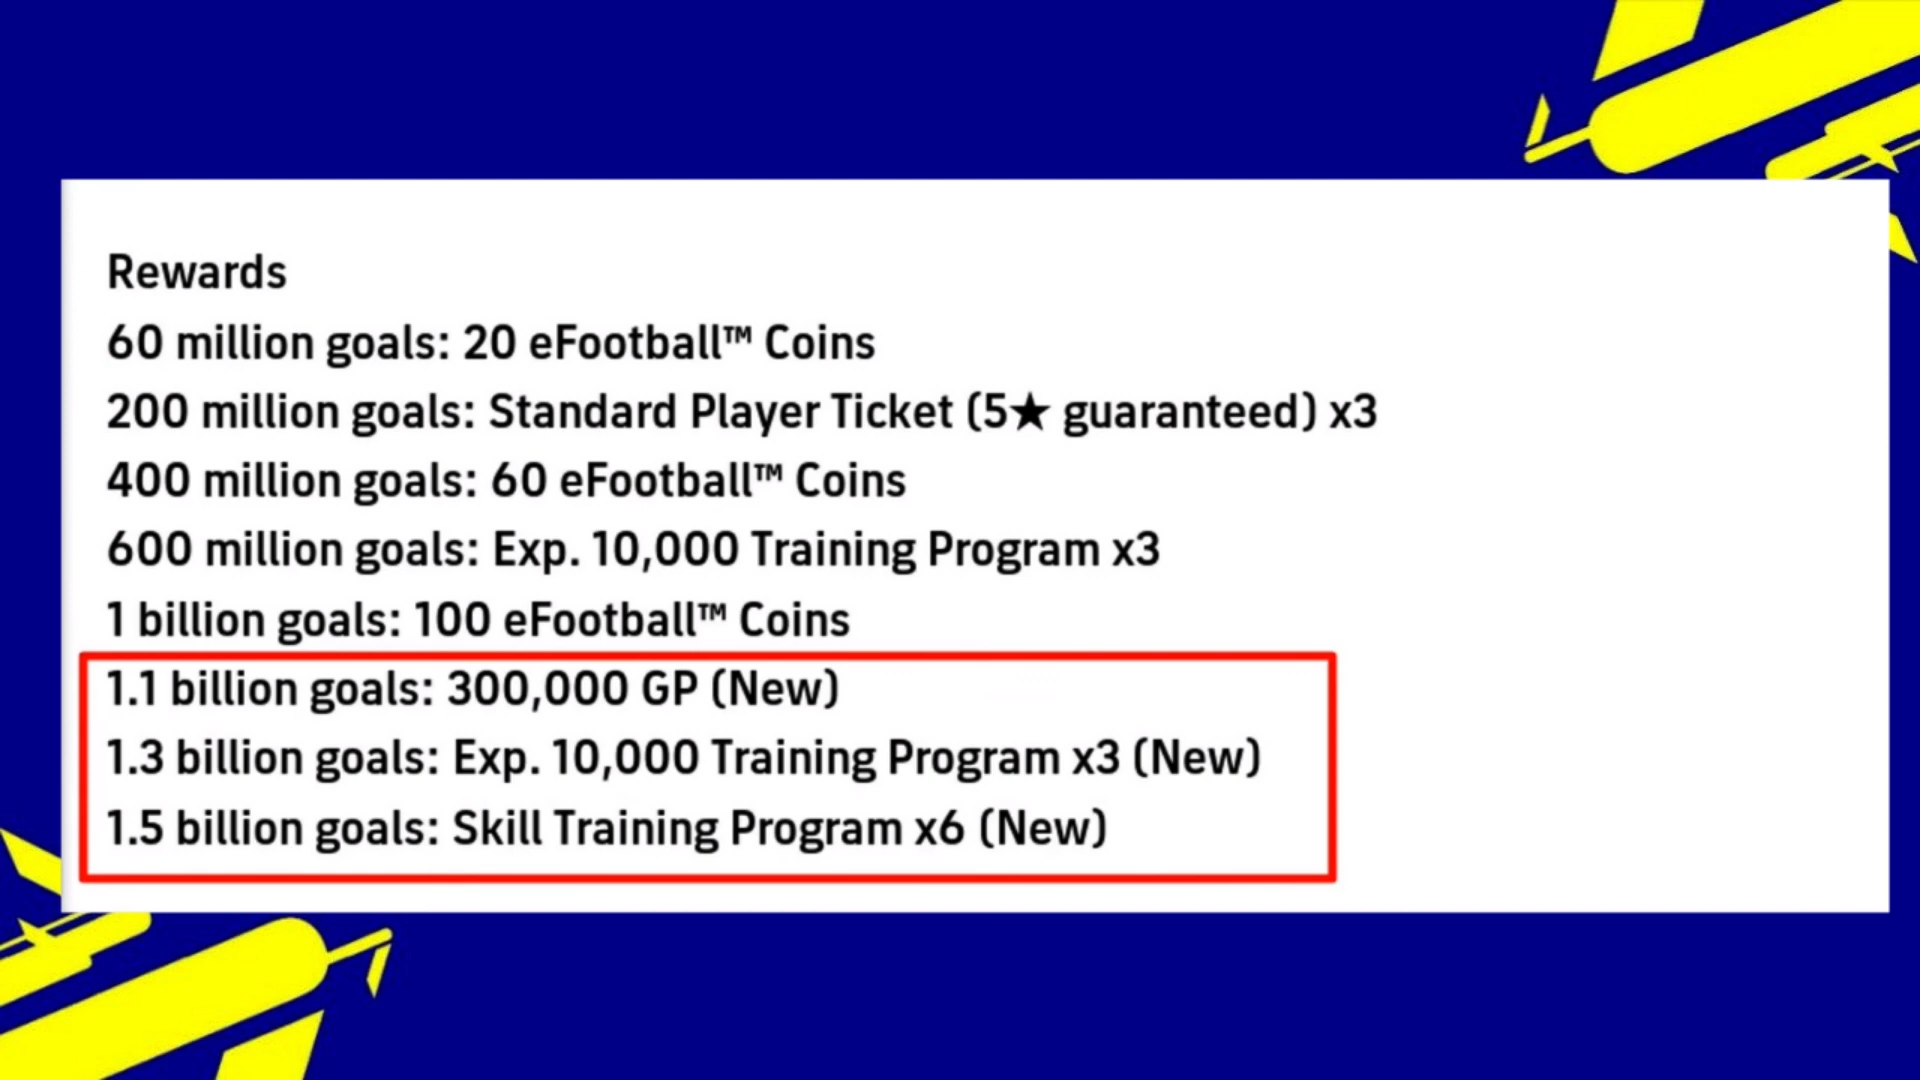 Rewards
60 million goals: 20 eFootball™ Coins
200 million goals: Standard Player Ticket (5★ guaranteed) x3
400 million goals: 60 eFootball™ Coins
600 million goals: Exp. 10,000 Training Program x3
1 billion goals: 100 eFootball™ Coins
1.1 billion goals: 300,000 GP (New)
1.3 billion goals: Exp. 10,000 Training Program x3 (New)
1.5 billion goals: Skill Training Program x6 (New)